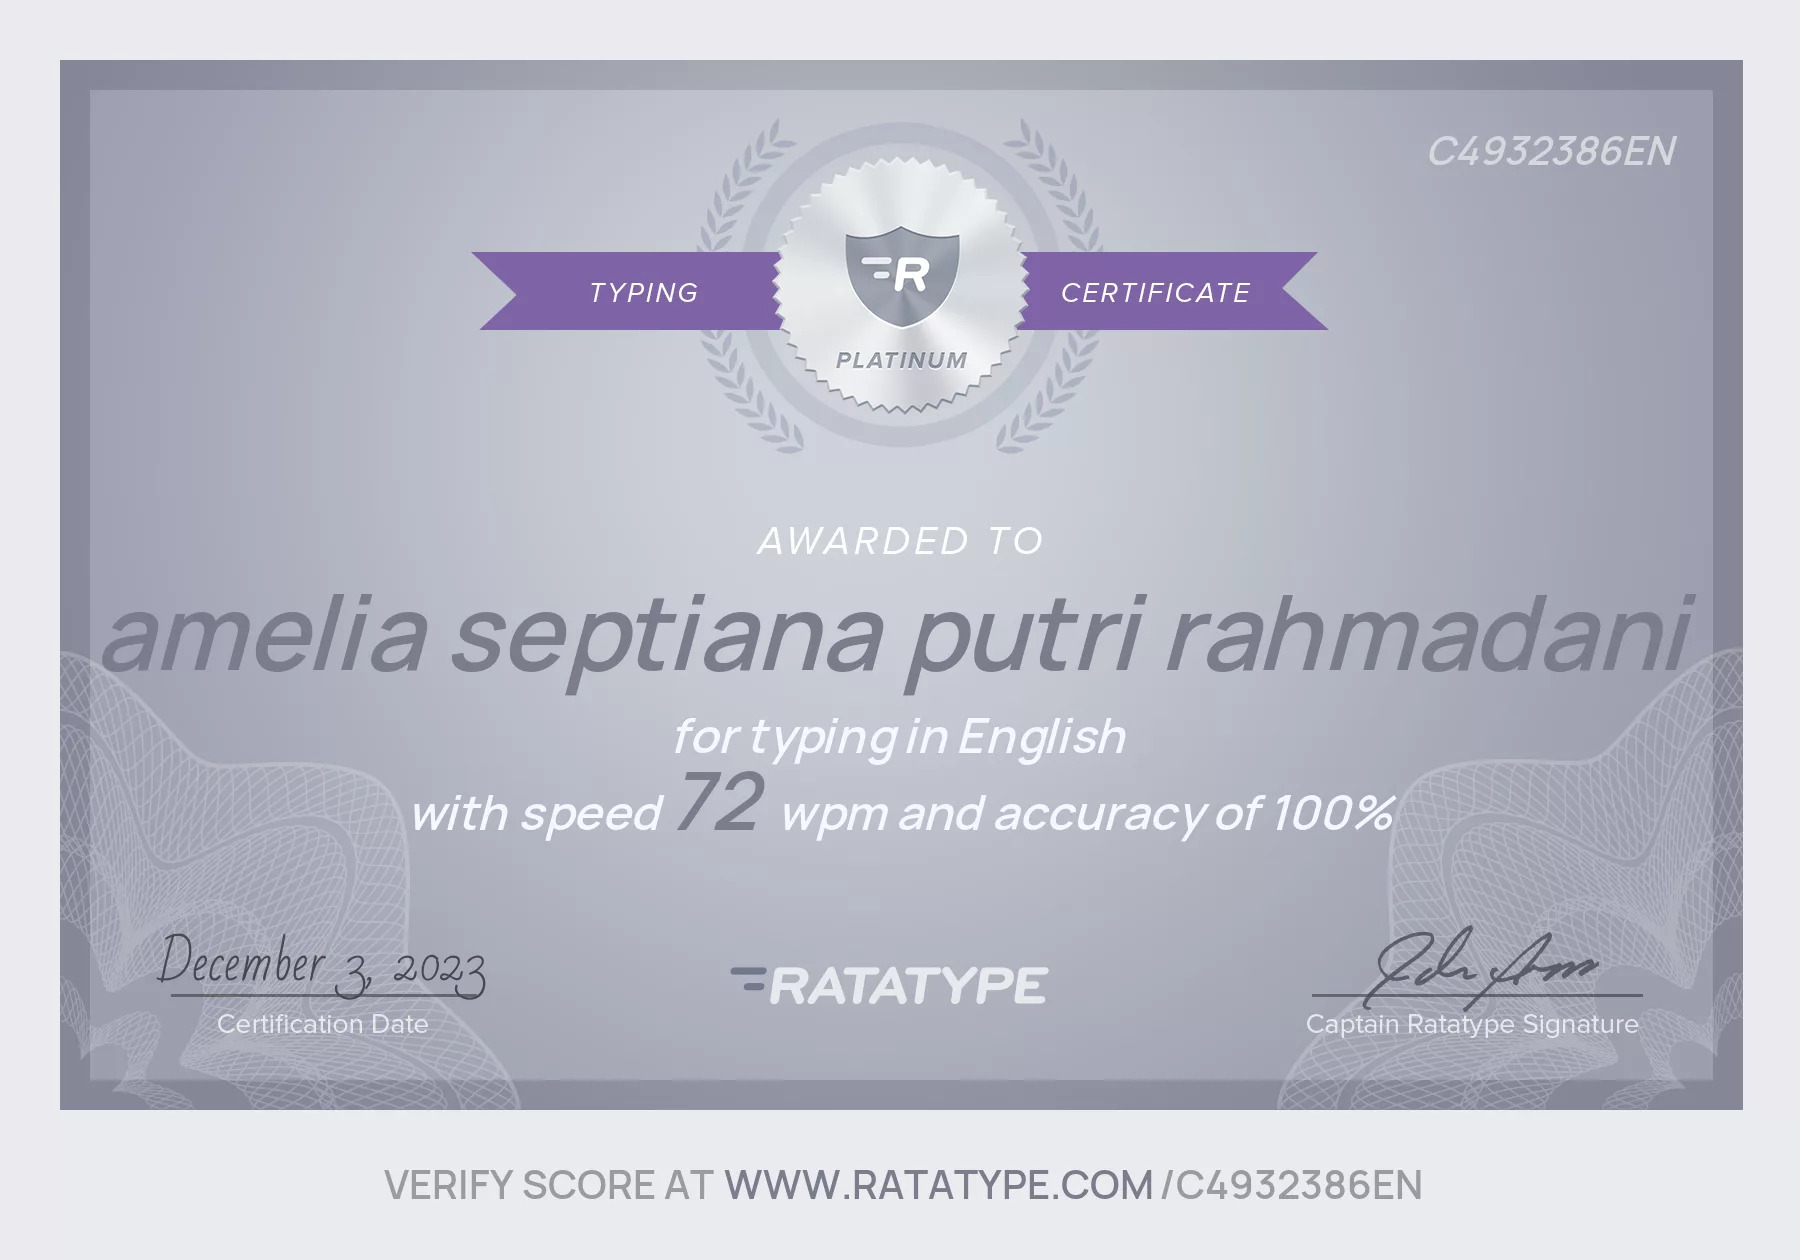 C4932386EN
TYPING
R
CERTIFICATE
PLATINUM
AWARDED TO
amelia septiana putri rahmadani
for typing in English
with speed 72 wpm and accuracy of 100%
December 3, 2023
RATATYPE
Certification Date
Captain Ratatype Signature
VERIFY SCORE AT WWW.RATATYPE.COM/C4932386EN